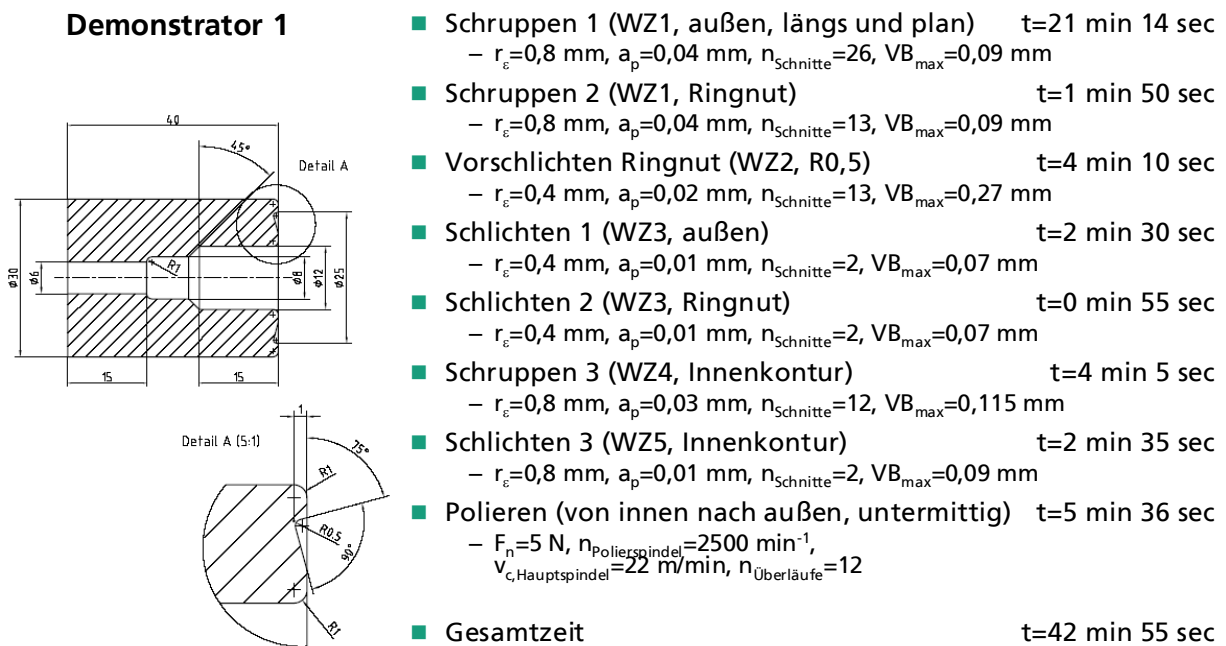 Demonstrator 1
40
45°
Detail A
R1
Ø30
Ø6
Ø8
Ø12
Ø25
15
15
Detail A (5:1)
1
75°
R1
R0.5
90°
R1
■ Schruppen 1 (WZ1, außen, längs und plan) t=21 min 14 sec
– rε=0,8 mm, ap=0,04 mm, nSchnitte=26, VBmax=0,09 mm
■ Schruppen 2 (WZ1, Ringnut) t=1 min 50 sec
– rε=0,8 mm, ap=0,04 mm, nSchnitte=13, VBmax=0,09 mm
■ Vorschlichten Ringnut (WZ2, R0,5) t=4 min 10 sec
– rε=0,4 mm, ap=0,02 mm, nSchnitte=13, VBmax=0,27 mm
■ Schlichten 1 (WZ3, außen) t=2 min 30 sec
– rε=0,4 mm, ap=0,01 mm, nSchnitte=2, VBmax=0,07 mm
■ Schlichten 2 (WZ3, Ringnut) t=0 min 55 sec
– rε=0,4 mm, ap=0,01 mm, nSchnitte=2, VBmax=0,07 mm
■ Schruppen 3 (WZ4, Innenkontur) t=4 min 5 sec
– rε=0,8 mm, ap=0,03 mm, nSchnitte=12, VBmax=0,115 mm
■ Schlichten 3 (WZ5, Innenkontur) t=2 min 35 sec
– rε=0,8 mm, ap=0,01 mm, nSchnitte=2, VBmax=0,09 mm
■ Polieren (von innen nach außen, untermittig) t=5 min 36 sec
– Fn=5 N, nPolierspindel=2500 min-1,
vc,Hauptspindel=22 m/min, nÜberläufe=12
■ Gesamtzeit t=42 min 55 sec